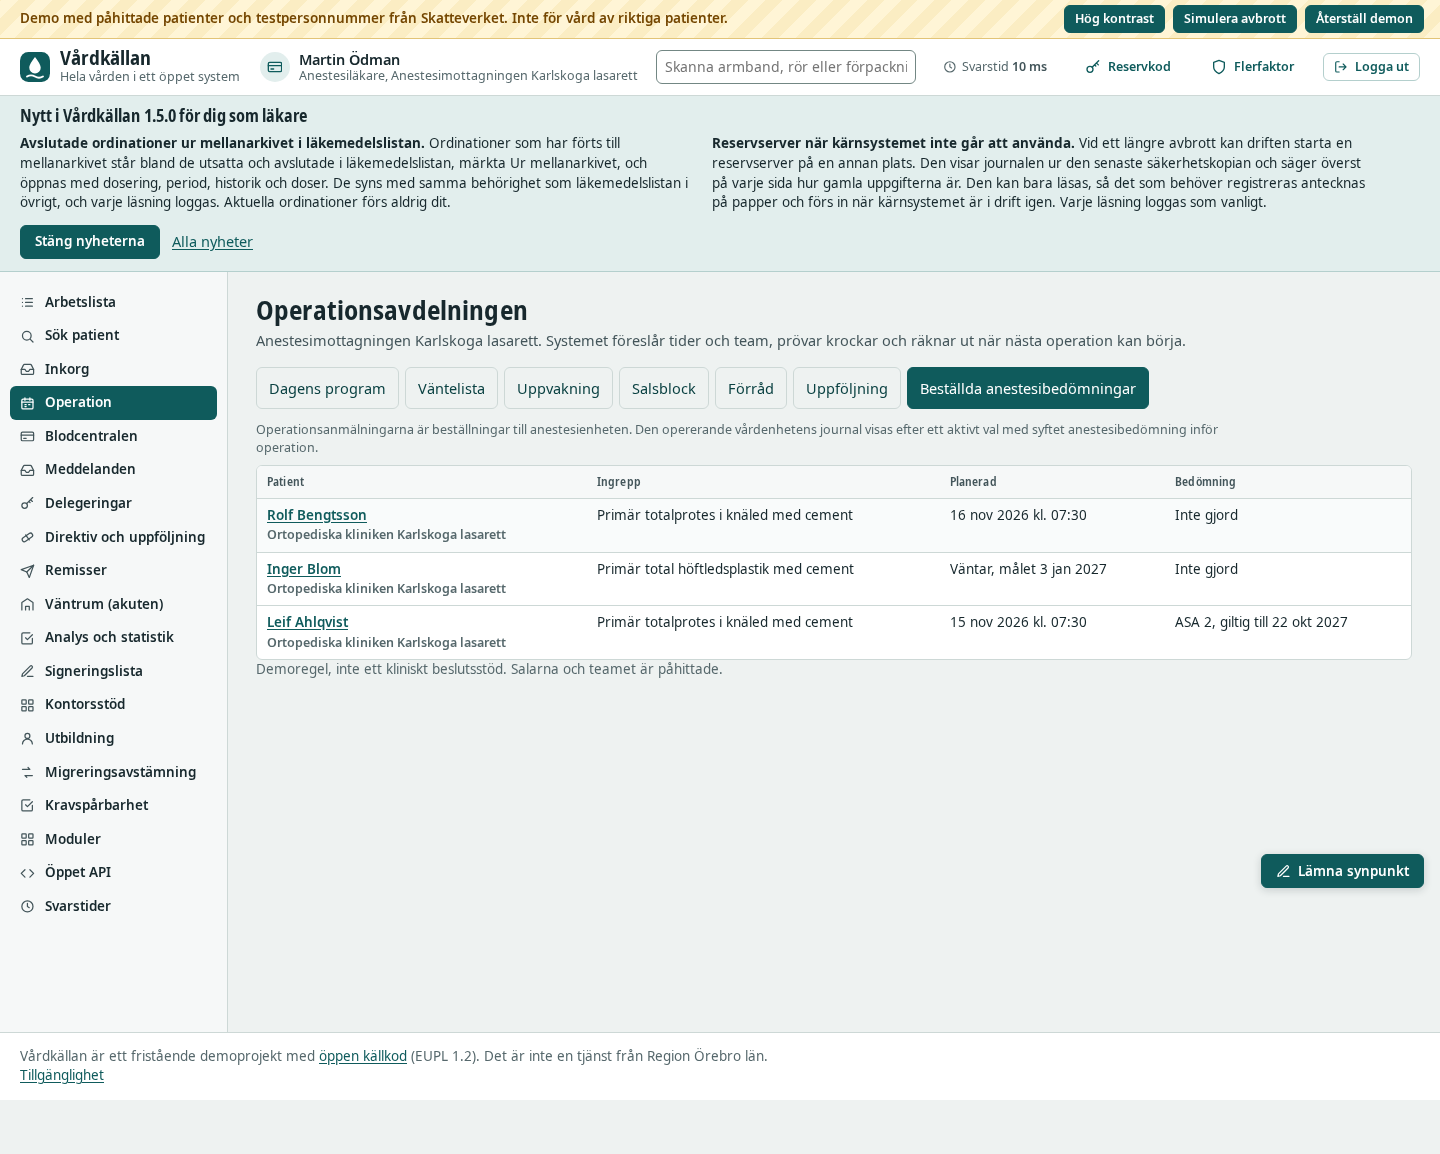 Demo med påhittade patienter och testpersonnummer från Skatteverket. Inte för vård av riktiga patienter.
Hög kontrast
Simulera avbrott
Återställ demon
Vårdkällan
Hela vården i ett öppet system
Martin Ödman
Anestesiläkare, Anestesimottagningen Karlskoga lasarett
Skanna armband, rör eller förpackni
Svarstid 10 ms
Reservkod
Flerfaktor
Logga ut
Nytt i Vårdkällan 1.5.0 för dig som läkare
Avslutade ordinationer ur mellanarkivet i läkemedelslistan. Ordinationer som har förts till
mellanarkivet står bland de utsatta och avslutade i läkemedelslistan, märkta Ur mellanarkivet, och
öppnas med dosering, period, historik och doser. De syns med samma behörighet som läkemedelslistan i
övrigt, och varje läsning loggas. Aktuella ordinationer förs aldrig dit.
Reservserver när kärnsystemet inte går att använda. Vid ett längre avbrott kan driften starta en
reservserver på en annan plats. Den visar journalen ur den senaste säkerhetskopian och säger överst
på varje sida hur gamla uppgifterna är. Den kan bara läsas, så det som behöver registreras antecknas
på papper och förs in när kärnsystemet är i drift igen. Varje läsning loggas som vanligt.
Stäng nyheterna
Alla nyheter
Arbetslista
Sök patient
Inkorg
Operation
Blodcentralen
Meddelanden
Delegeringar
Direktiv och uppföljning
Remisser
Väntrum (akuten)
Analys och statistik
Signeringslista
Kontorsstöd
Utbildning
Migreringsavstämning
Kravspårbarhet
Moduler
Öppet API
Svarstider
Operationsavdelningen
Anestesimottagningen Karlskoga lasarett. Systemet föreslår tider och team, prövar krockar och räknar ut när nästa operation kan börja.
Dagens program
Väntelista
Uppvakning
Salsblock
Förråd
Uppföljning
Beställda anestesibedömningar
Operationsanmälningarna är beställningar till anestesienheten. Den opererande vårdenhetens journal visas efter ett aktivt val med syftet anestesibedömning inför
operation.
Patient Ingrepp Planerad Bedömning
Rolf Bengtsson Primär totalprotes i knäled med cement 16 nov 2026 kl. 07:30 Inte gjord
Ortopediska kliniken Karlskoga lasarett
Inger Blom Primär total höftledsplastik med cement Väntar, målet 3 jan 2027 Inte gjord
Ortopediska kliniken Karlskoga lasarett
Leif Ahlqvist Primär totalprotes i knäled med cement 15 nov 2026 kl. 07:30 ASA 2, giltig till 22 okt 2027
Ortopediska kliniken Karlskoga lasarett
Demoregel, inte ett kliniskt beslutsstöd. Salarna och teamet är påhittade.
Lämna synpunkt
Vårdkällan är ett fristående demoprojekt med öppen källkod (EUPL 1.2). Det är inte en tjänst från Region Örebro län.
Tillgänglighet